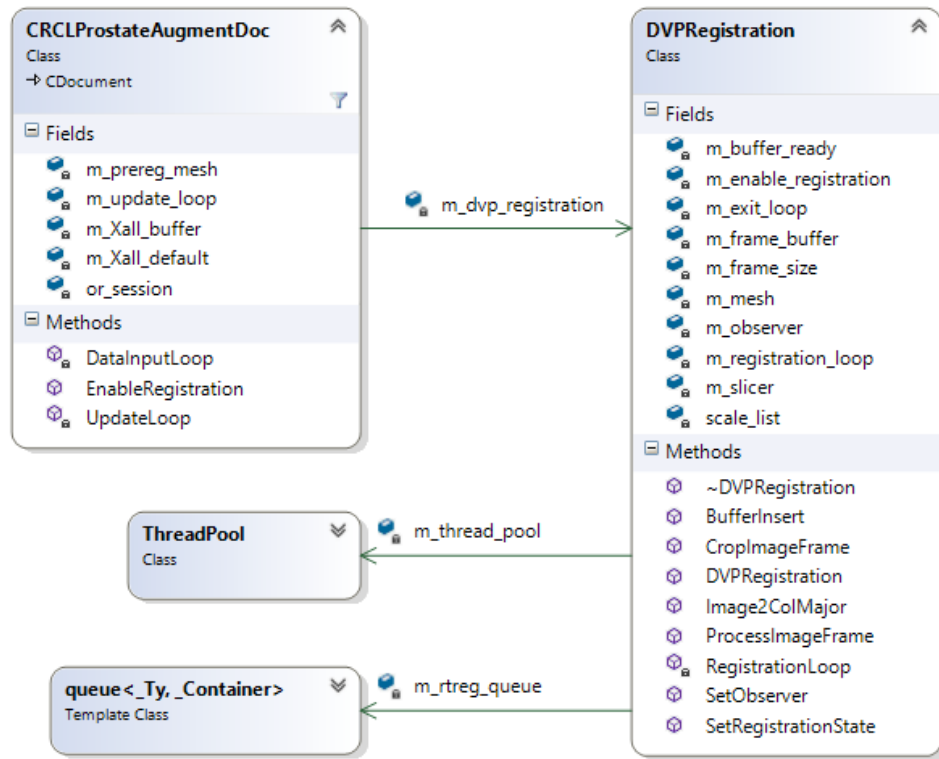 CRCLProstateAugmentDoc
Class
CDocument
Fields
m_prereg_mesh
m_update_loop
m_Xall_buffer
m_Xall_default
or_session
Methods
DataInputLoop
EnableRegistration
UpdateLoop
m_dvp_registration
DVPRegistration
Class
Fields
m_buffer_ready
m_enable_registration
m_exit_loop
m_frame_buffer
m_frame_size
m_mesh
m_observer
m_registration_loop
m_slicer
scale_list
Methods
~DVPRegistration
BufferInsert
CropImageFrame
DVPRegistration
Image2ColMajor
ProcessImageFrame
RegistrationLoop
SetObserver
SetRegistrationState
ThreadPool
Class
m_thread_pool
queue<_Ty, _Container>
Template Class
m_rtreg_queue